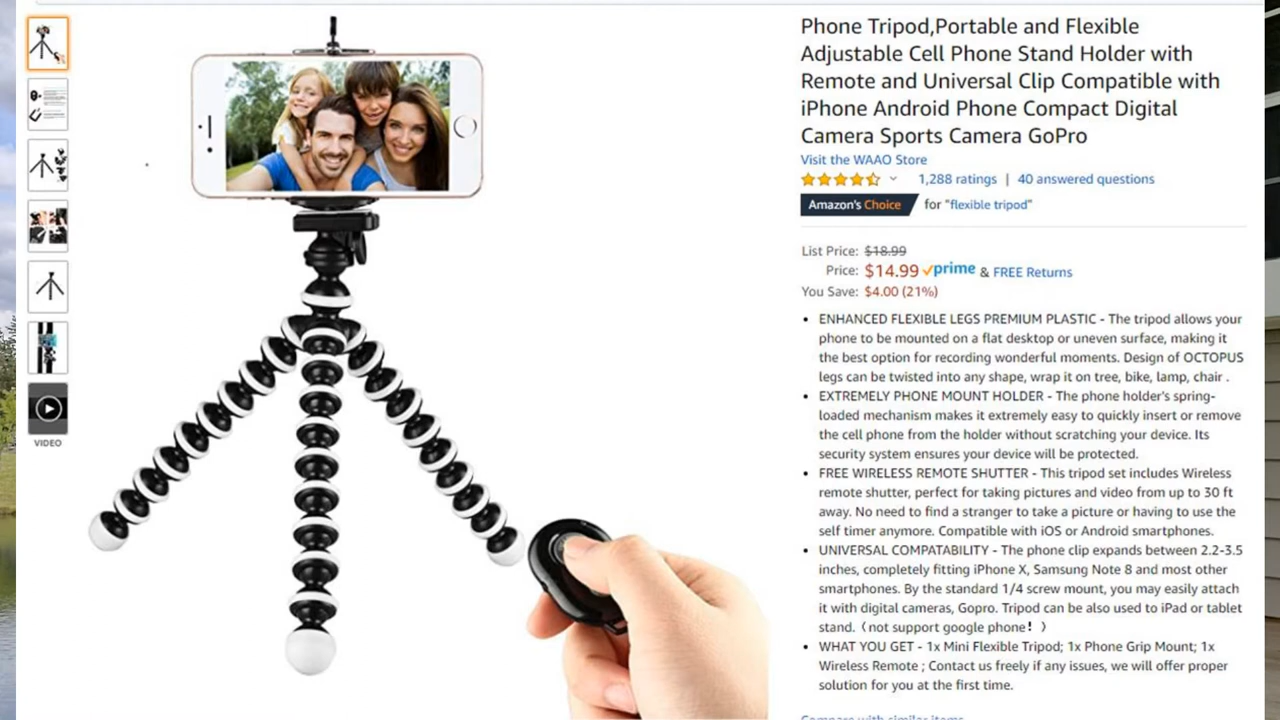 Phone Tripod,Portable and Flexible
Adjustable Cell Phone Stand Holder with
Remote and Universal Clip Compatible with
iPhone Android Phone Compact Digital
Camera Sports Camera GoPro
Visit the WAAO Store
1,288 ratings | 40 answered questions
Amazon's Choice for "flexible tripod"
List Price: $18.99
Price: $14.99 prime & FREE Returns
You Save: $4.00 (21%)
• ENHANCED FLEXIBLE LEGS PREMIUM PLASTIC - The tripod allows your
phone to be mounted on a flat desktop or uneven surface, making it
the best option for recording wonderful moments. Design of OCTOPUS
legs can be twisted into any shape, wrap it on tree, bike, lamp, chair .
• EXTREMELY PHONE MOUNT HOLDER - The phone holder's spring-
loaded mechanism makes it extremely easy to quickly insert or remove
the cell phone from the holder without scratching your device. Its
security system ensures your device will be protected.
• FREE WIRELESS REMOTE SHUTTER - This tripod set includes Wireless
remote shutter, perfect for taking pictures and video from up to 30 ft
away. No need to find a stranger to take a picture or having to use the
self timer anymore. Compatible with iOS or Android smartphones.
• UNIVERSAL COMPATABILITY - The phone clip expands between 2.2-3.5
inches, completely fitting iPhone X, Samsung Note 8 and most other
smartphones. By the standard 1/4 screw mount, you may easily attach
it with digital cameras, Gopro. Tripod can be also used to iPad or tablet
stand.（not support google phone！）
• WHAT YOU GET - 1x Mini Flexible Tripod; 1x Phone Grip Mount; 1x
Wireless Remote ; Contact us freely if any issues, we will offer proper
solution for you at the first time.
Compare with similar items
VIDEO